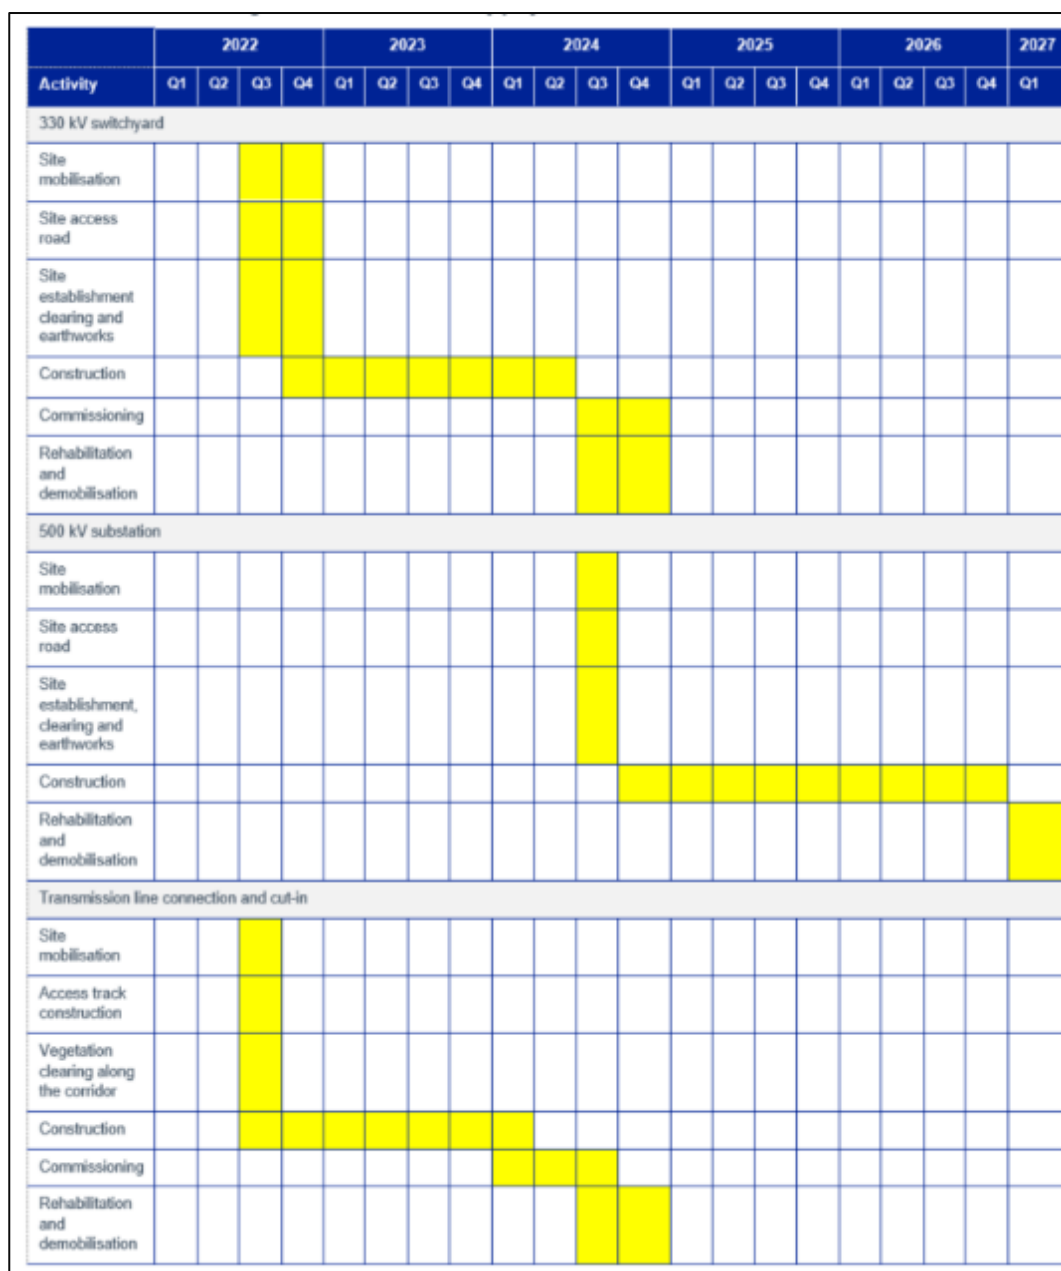 2022 2023 2024 2025 2026 2027
Activity Q1 Q2 Q3 Q4 Q1 Q2 Q3 Q4 Q1 Q2 Q3 Q4 Q1 Q2 Q3 Q4 Q1 Q2 Q3 Q4 Q1
330 kV switchyard
Site
mobilisation
Site access
road
Site
establishment
clearing and
earthworks
Construction
Commissioning
Rehabilitation
and
demobilisation
500 kV substation
Site
mobilisation
Site access
road
Site
establishment,
clearing and
earthworks
Construction
Rehabilitation
and
demobilisation
Transmission line connection and cut-in
Site
mobilisation
Access track
construction
Vegetation
clearing along
the corridor
Construction
Commissioning
Rehabilitation
and
demobilisation